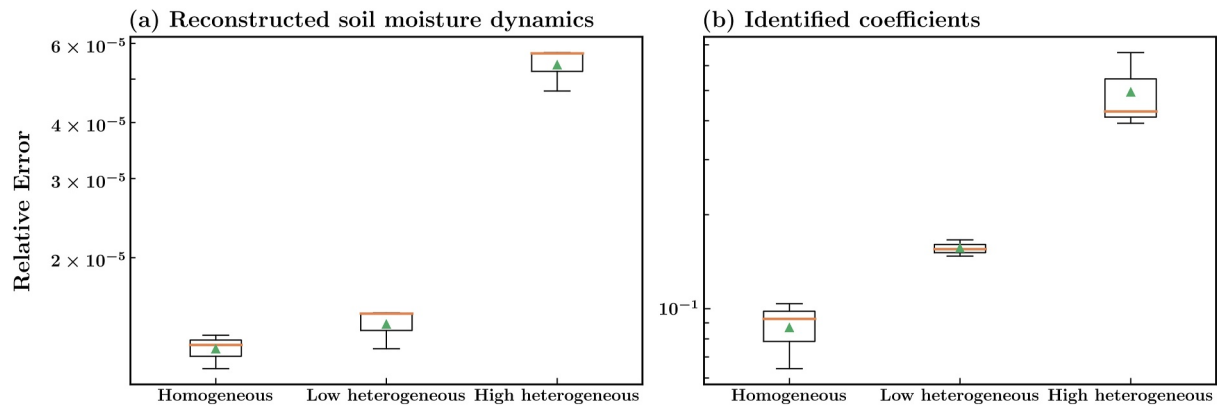 (a) Reconstructed soil moisture dynamics
(b) Identified coefficients
Relative Error
6 × 10⁻⁵
4 × 10⁻⁵
3 × 10⁻⁵
2 × 10⁻⁵
10⁻¹
Homogeneous Low heterogeneous High heterogeneous
Homogeneous Low heterogeneous High heterogeneous